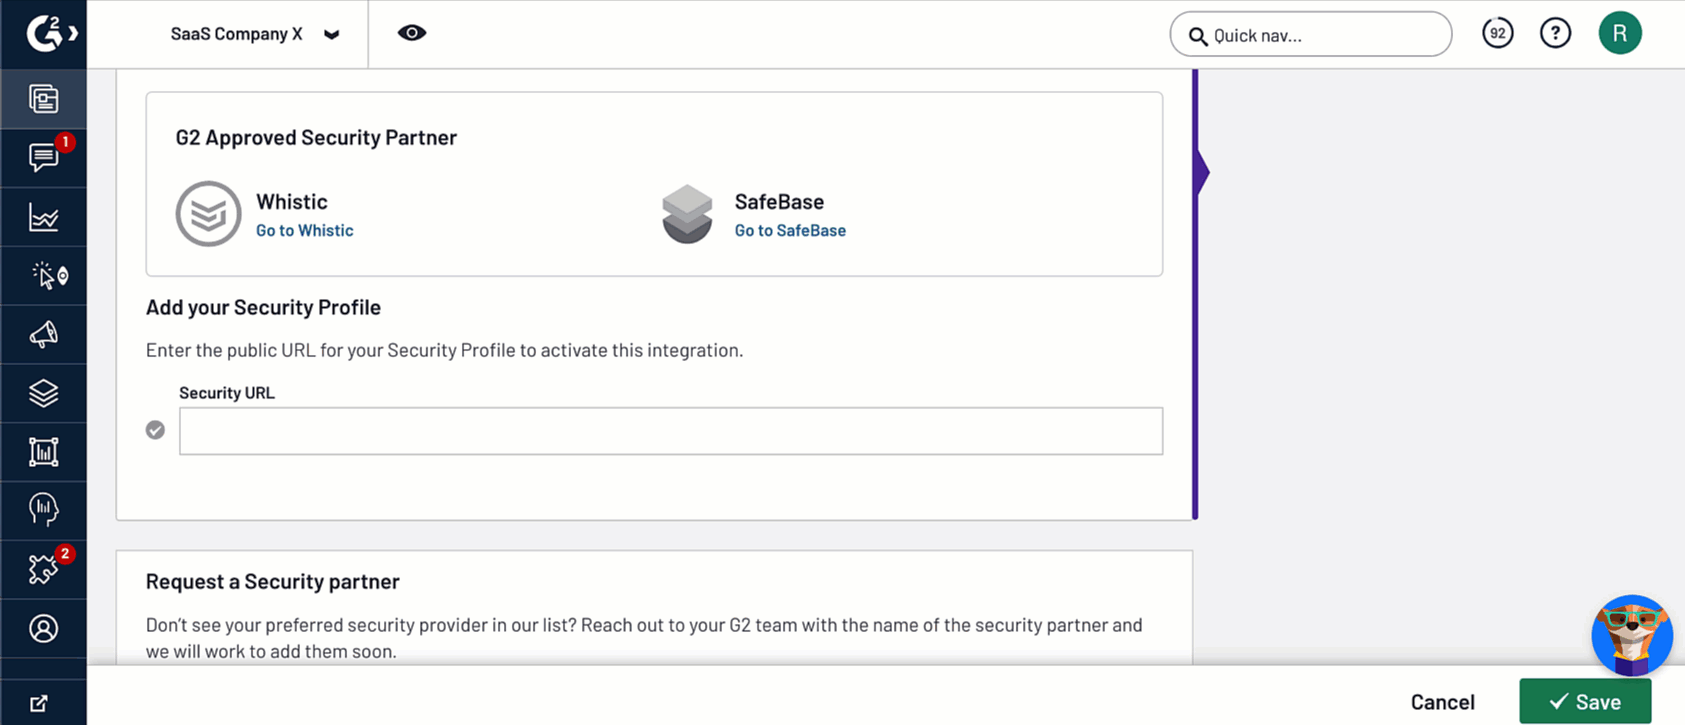 G2
SaaS Company X
Quick nav...
92
?
R
1
G2 Approved Security Partner
Whistic
Go to Whistic
SafeBase
Go to SafeBase
Add your Security Profile
Enter the public URL for your Security Profile to activate this integration.
Security URL
2
Request a Security partner
Don't see your preferred security provider in our list? Reach out to your G2 team with the name of the security partner and
we will work to add them soon.
Cancel
Save